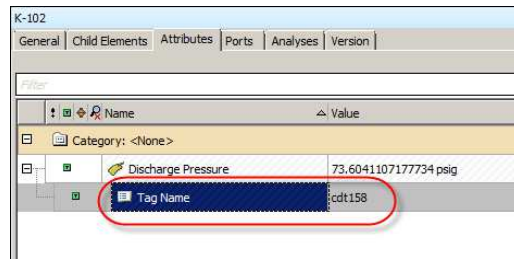 K-102
General Child Elements Attributes Ports Analyses Version
Filter
Name Value
Category: <None>
Discharge Pressure 73.6041107177734 psig
Tag Name cdt158